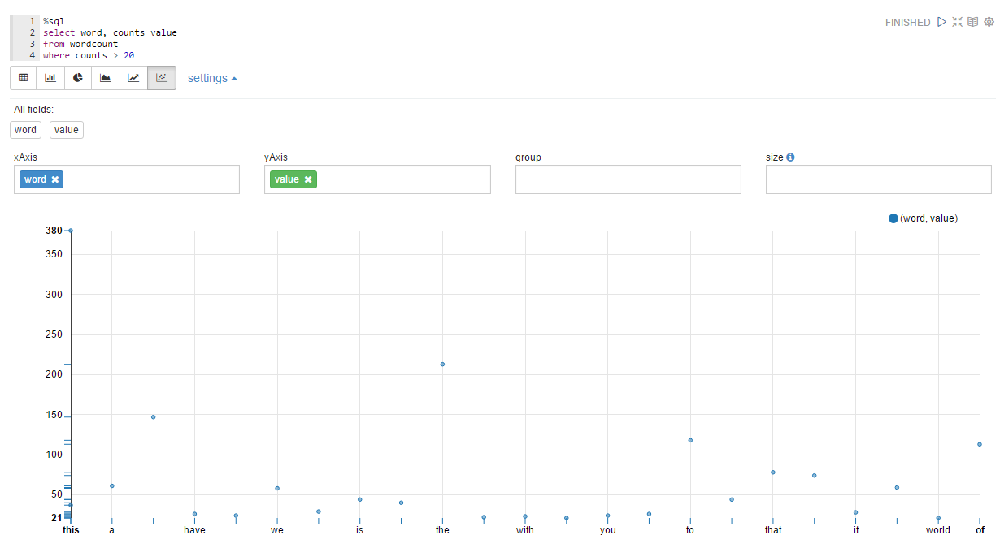 1 %sql
FINISHED
2 select word, counts value
3 from wordcount
4 where counts > 20
settings
All fields:
word value
xAxis yAxis group size
word value
(word, value)
380
350
300
250
200
150
100
50
21
this a have we is the with you to that it world of